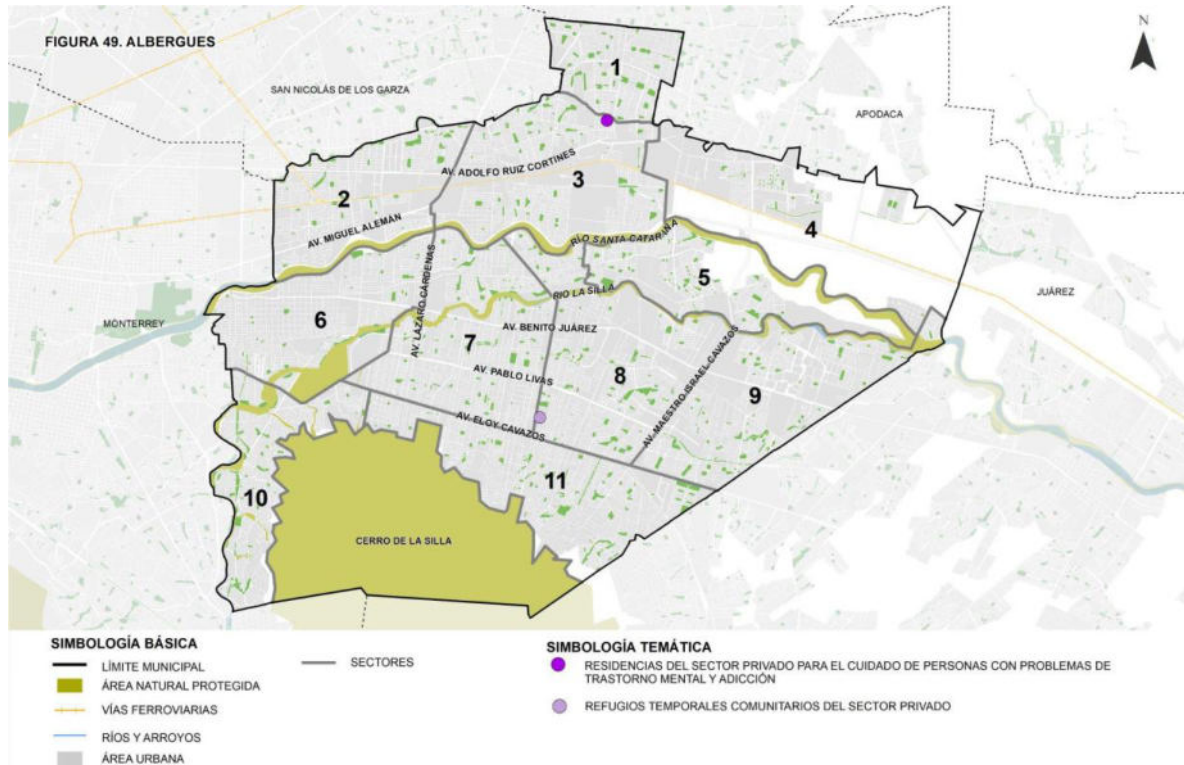 FIGURA 49. ALBERGUES
N
1
SAN NICOLÁS DE LOS GARZA
APODACA
AV. ADOLFO RUIZ CORTINES
3
2
4
AV. MIGUEL ALEMÁN
RÍO SANTA CATARINA
5
AV. LÁZARO CÁRDENAS
RIO LA SILLA
JUÁREZ
MONTERREY
6
AV. BENITO JUÁREZ
7
AV. PABLO LIVAS
8
AV. MAESTRO ISRAEL CAVAZOS
9
AV. ELOY CAVAZOS
10
11
CERRO DE LA SILLA
SIMBOLOGÍA BÁSICA
LÍMITE MUNICIPAL
SECTORES
ÁREA NATURAL PROTEGIDA
VÍAS FERROVIARIAS
RÍOS Y ARROYOS
ÁREA URBANA
SIMBOLOGÍA TEMÁTICA
RESIDENCIAS DEL SECTOR PRIVADO PARA EL CUIDADO DE PERSONAS CON PROBLEMAS DE
TRASTORNO MENTAL Y ADICCIÓN
REFUGIOS TEMPORALES COMUNITARIOS DEL SECTOR PRIVADO